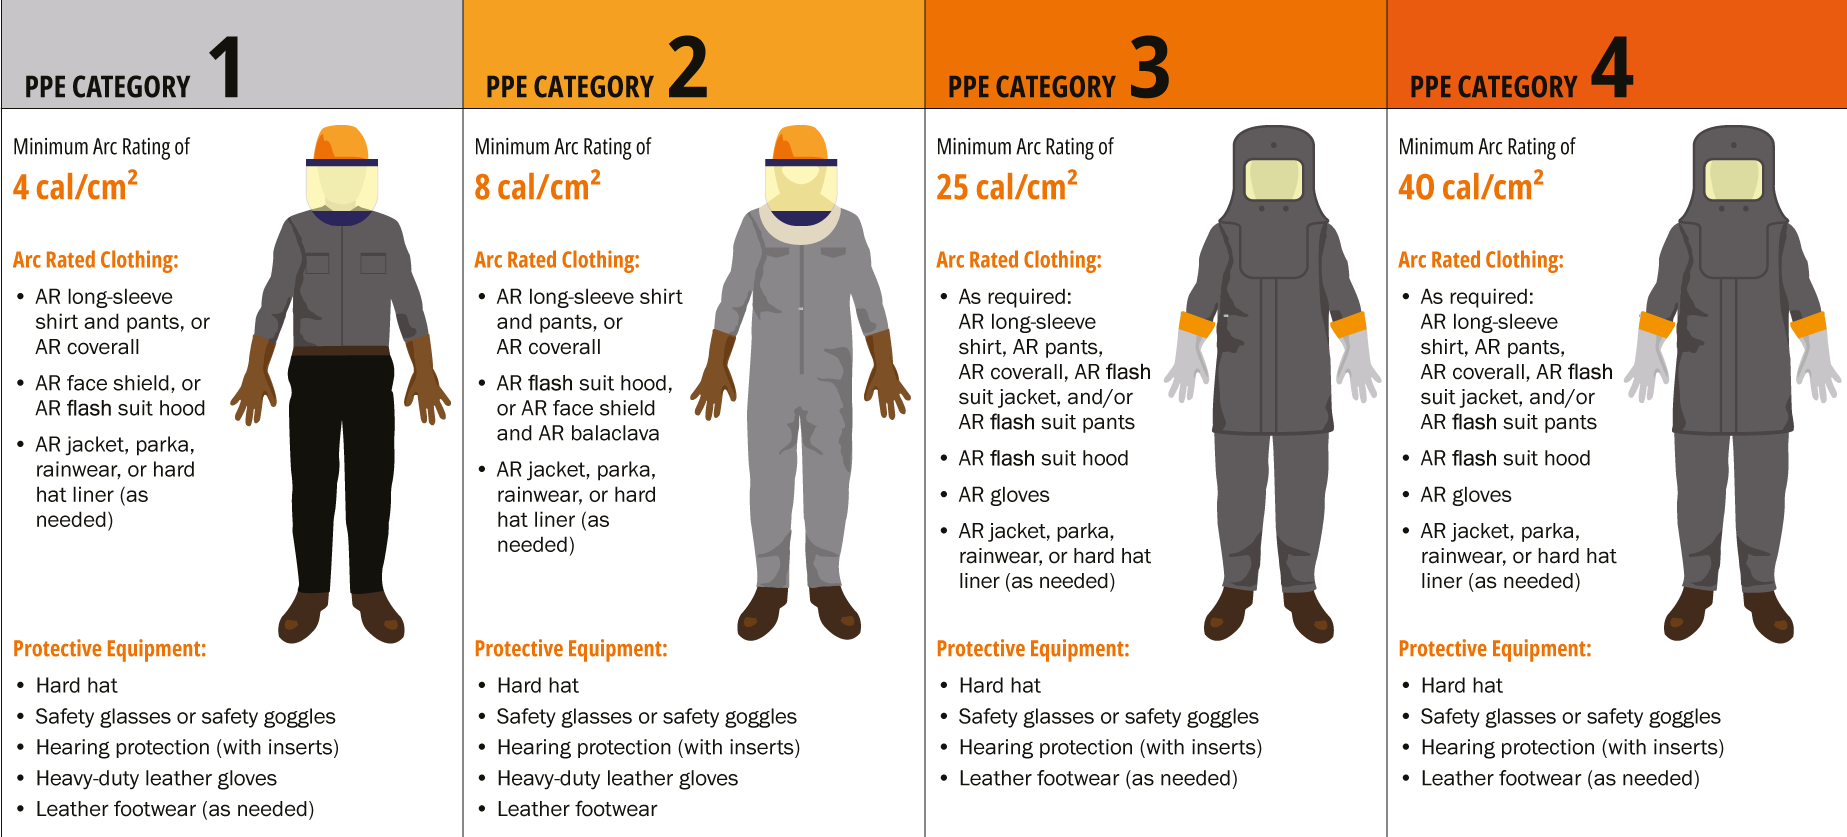 PPE CATEGORY 1
Minimum Arc Rating of
4 cal/cm²
Arc Rated Clothing:
• AR long-sleeve
shirt and pants, or
AR coverall
• AR face shield, or
AR flash suit hood
• AR jacket, parka,
rainwear, or hard
hat liner (as
needed)
Protective Equipment:
• Hard hat
• Safety glasses or safety goggles
• Hearing protection (with inserts)
• Heavy-duty leather gloves
• Leather footwear (as needed)
PPE CATEGORY 2
Minimum Arc Rating of
8 cal/cm²
Arc Rated Clothing:
• AR long-sleeve shirt
and pants, or
AR coverall
• AR flash suit hood,
or AR face shield
and AR balaclava
• AR jacket, parka,
rainwear, or hard
hat liner (as
needed)
Protective Equipment:
• Hard hat
• Safety glasses or safety goggles
• Hearing protection (with inserts)
• Heavy-duty leather gloves
• Leather footwear
PPE CATEGORY 3
Minimum Arc Rating of
25 cal/cm²
Arc Rated Clothing:
• As required:
AR long-sleeve
shirt, AR pants,
AR coverall, AR flash
suit jacket, and/or
AR flash suit pants
• AR flash suit hood
• AR gloves
• AR jacket, parka,
rainwear, or hard hat
liner (as needed)
Protective Equipment:
• Hard hat
• Safety glasses or safety goggles
• Hearing protection (with inserts)
• Leather footwear (as needed)
PPE CATEGORY 4
Minimum Arc Rating of
40 cal/cm²
Arc Rated Clothing:
• As required:
AR long-sleeve
shirt, AR pants,
AR coverall, AR flash
suit jacket, and/or
AR flash suit pants
• AR flash suit hood
• AR gloves
• AR jacket, parka,
rainwear, or hard hat
liner (as needed)
Protective Equipment:
• Hard hat
• Safety glasses or safety goggles
• Hearing protection (with inserts)
• Leather footwear (as needed)